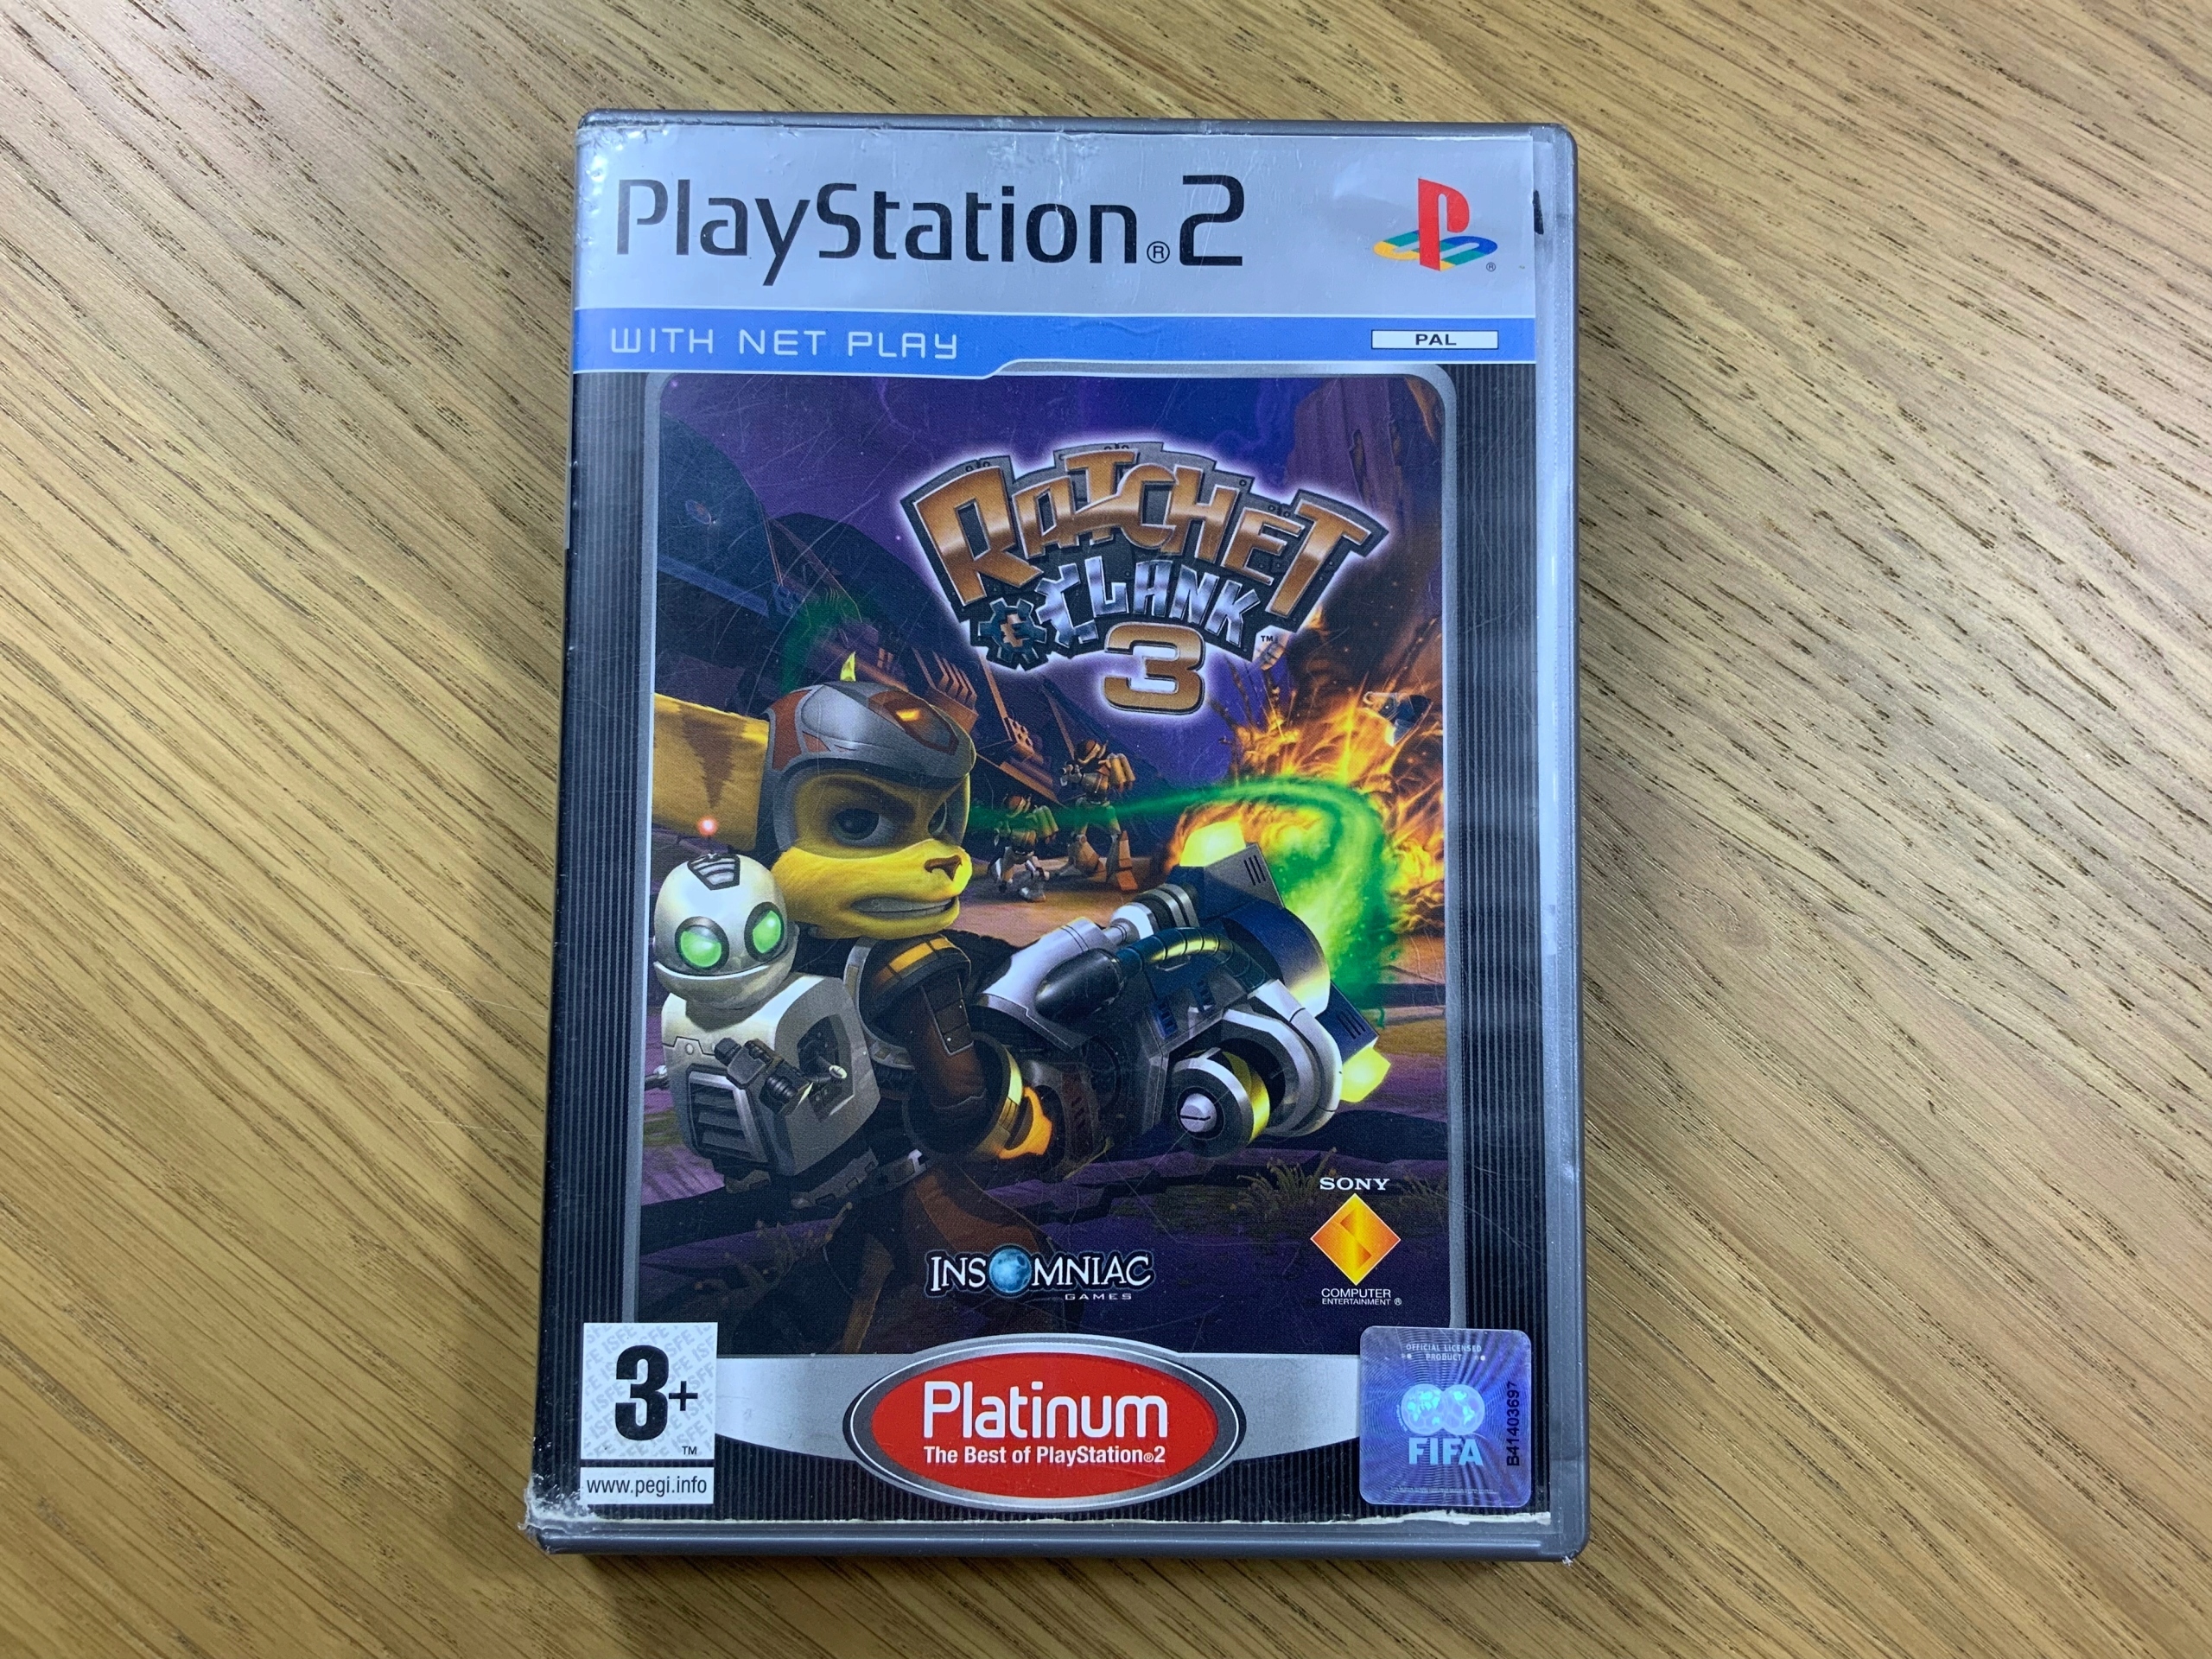 PlayStation®2
WITH NET PLAY
PAL
RATCHET
& CLANK™
3
SONY
COMPUTER
ENTERTAINMENT®
INSOMNIAC
GAMES
3+
™
www.pegi.info
Platinum
The Best of PlayStation®2
OFFICIAL LICENSED
PRODUCT
FIFA
B41403697